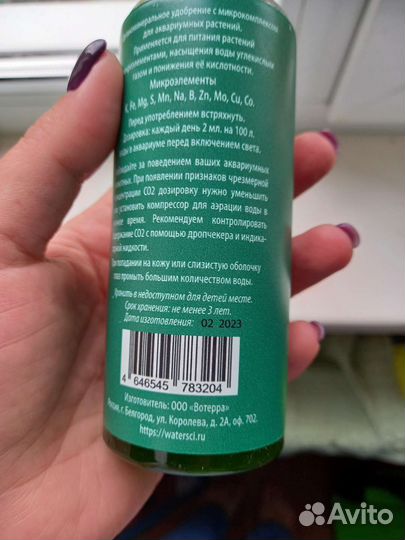 удобрение с микрокомплексом
для аквариумных растений.
Применяется для питания растений
насыщения воды углекислым
газом и понижения её кислотности.
Микроэлементы
K, Fe, Mg, S, Mn, Na, B, Zn, Mo, Cu, Co.
Перед употреблением встряхнуть.
Дозировка: каждый день 2 мл. на 100 л.
воды в аквариуме перед включением света.
за поведением ваших аквариумных
При появлении признаков чрезмерной
CO2 дозировку нужно уменьшить
установить компрессор для аэрации воды в
время. Рекомендуем контролировать
CO2 с помощью дропчекера и индика-
жидкости.
При попадании на кожу или слизистую оболочку
промыть большим количеством воды.
Хранить в недоступном для детей месте.
Срок хранения: не менее 3 лет.
Дата изготовления: 02 2023
4 646545 783204
Изготовитель: ООО «Вотерра»
Россия, г. Белгород, ул. Королева, д. 2А, оф. 702.
https://watersci.ru
Avito